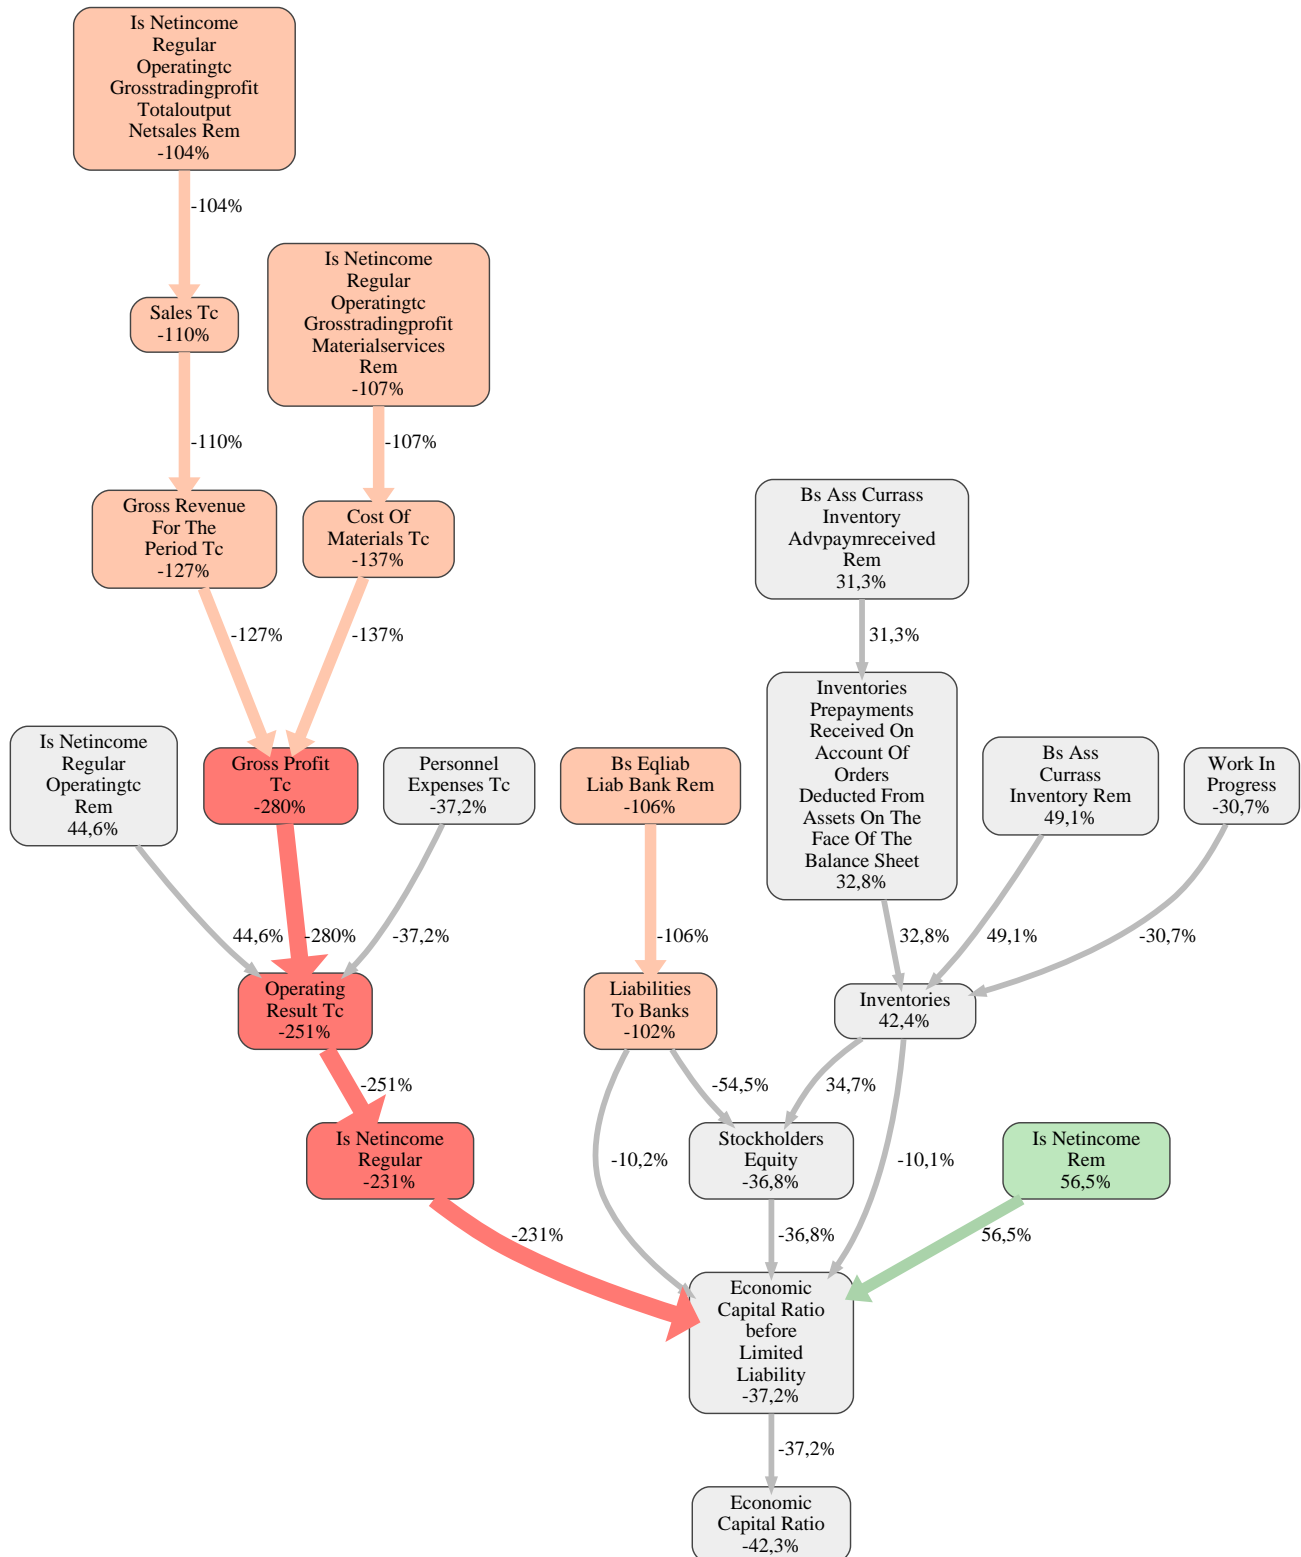 Is Netincome
Regular
Operatingtc
Grosstradingprofit
Totaloutput
Netsales Rem
-104%
-104%
Sales Tc
-110%
Is Netincome
Regular
Operatingtc
Grosstradingprofit
Materialservices
Rem
-107%
-110%
-107%
Gross Revenue
For The
Period Tc
-127%
Cost Of
Materials Tc
-137%
Bs Ass Currass
Inventory
Advpaymreceived
Rem
31,3%
-127%
-137%
31,3%
Is Netincome
Regular
Operatingtc
Rem
44,6%
Gross Profit
Tc
-280%
Personnel
Expenses Tc
-37,2%
Bs Eqliab
Liab Bank Rem
-106%
Inventories
Prepayments
Received On
Account Of
Orders
Deducted From
Assets On The
Face Of The
Balance Sheet
32,8%
Bs Ass
Currass
Inventory Rem
49,1%
Work In
Progress
-30,7%
44,6%
-280%
-37,2%
-106%
32,8%
49,1%
-30,7%
Operating
Result Tc
-251%
Liabilities
To Banks
-102%
Inventories
42,4%
-251%
-54,5%
34,7%
Is Netincome
Regular
-231%
-10,2%
Stockholders
Equity
-36,8%
-10,1%
Is Netincome
Rem
56,5%
-231%
-36,8%
56,5%
Economic
Capital Ratio
before
Limited
Liability
-37,2%
-37,2%
Economic
Capital Ratio
-42,3%